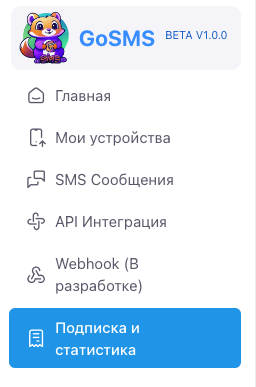 GoSMS BETA V1.0.0
Главная
Мои устройства
SMS Сообщения
API Интеграция
Webhook (В
разработке)
Подписка и
статистика